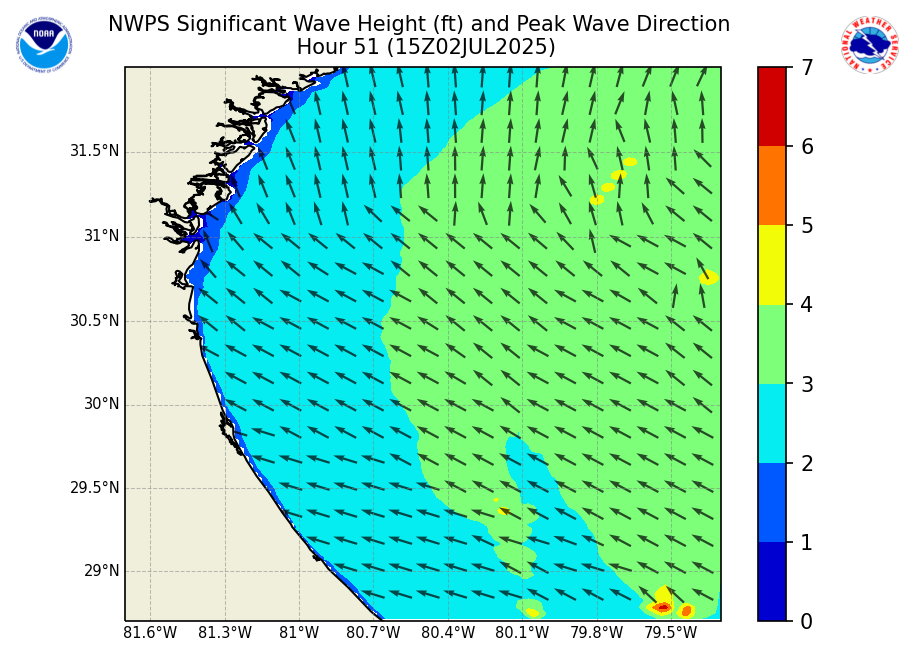 NWPS Significant Wave Height (ft) and Peak Wave Direction
Hour 51 (15Z02JUL2025)
NOAA
NATIONAL WEATHER SERVICE
31.5°N
31°N
30.5°N
30°N
29.5°N
29°N
81.6°W 81.3°W 81°W 80.7°W 80.4°W 80.1°W 79.8°W 79.5°W
7
6
5
4
3
2
1
0